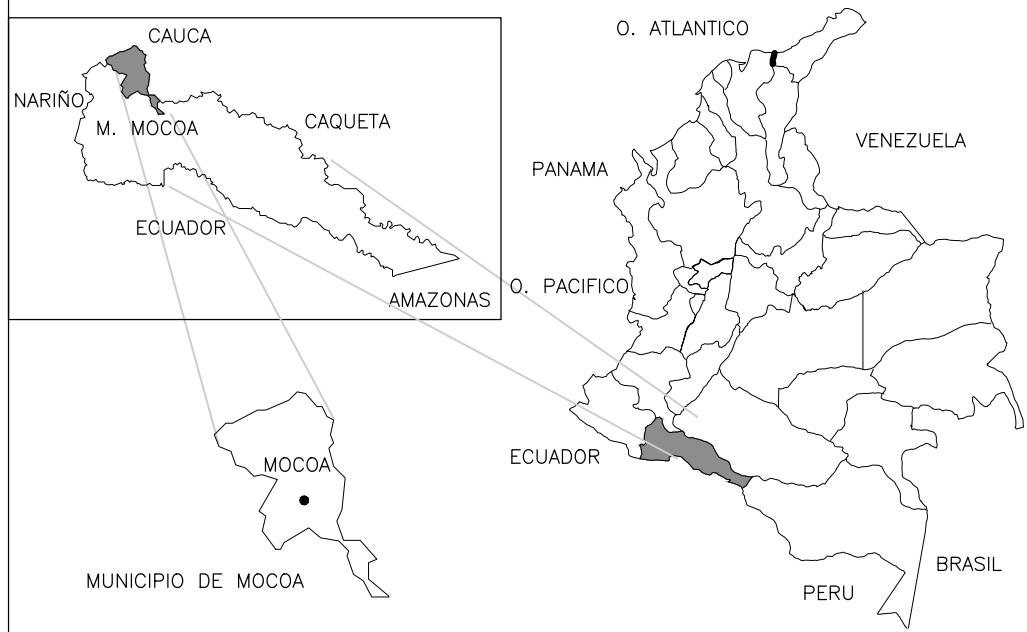 CAUCA
NARIÑO
M. MOCOA
CAQUETA
ECUADOR
AMAZONAS
O. ATLANTICO
VENEZUELA
PANAMA
O. PACIFICO
ECUADOR
BRASIL
PERU
MOCOA
MUNICIPIO DE MOCOA